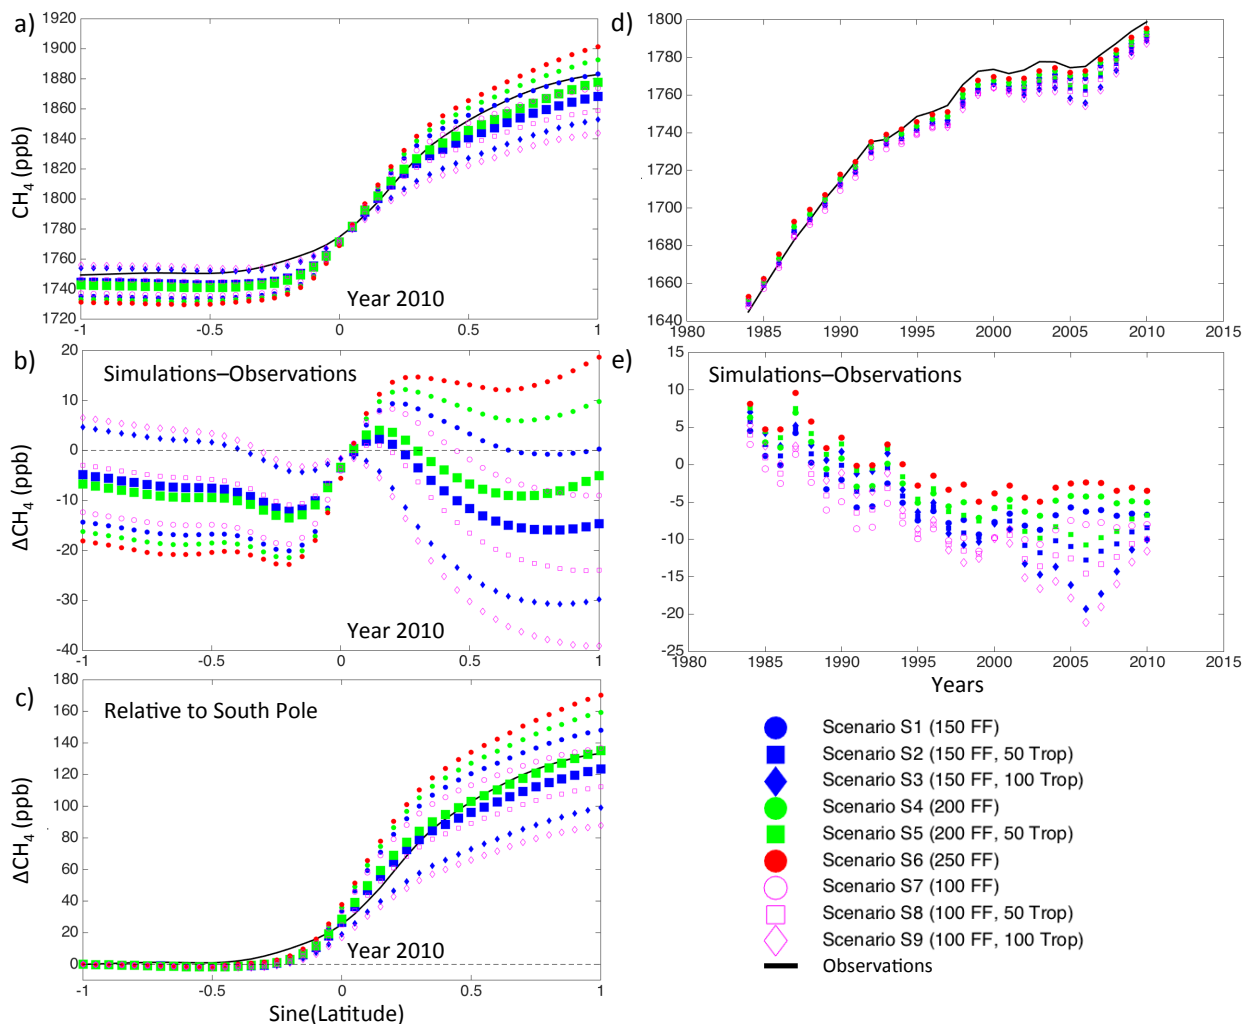 a)
1920
1900
1880
1860
1840
1820
1800
1780
1760
1740
1720
CH4 (ppb)
Year 2010
-1
-0.5
0
0.5
1
b)
20
10
0
-10
-20
-30
-40
ΔCH4 (ppb)
Simulations–Observations
Year 2010
-1
-0.5
0
0.5
1
c)
180
160
140
120
100
80
60
40
20
0
ΔCH4 (ppb)
Relative to South Pole
Year 2010
-1
-0.5
0
0.5
1
Sine(Latitude)
d)
1800
1780
1760
1740
1720
1700
1680
1660
1640
1980
1985
1990
1995
2000
2005
2010
2015
e)
15
10
5
0
-5
-10
-15
-20
-25
Simulations–Observations
1980
1985
1990
1995
2000
2005
2010
2015
Years
Scenario S1 (150 FF)
Scenario S2 (150 FF, 50 Trop)
Scenario S3 (150 FF, 100 Trop)
Scenario S4 (200 FF)
Scenario S5 (200 FF, 50 Trop)
Scenario S6 (250 FF)
Scenario S7 (100 FF)
Scenario S8 (100 FF, 50 Trop)
Scenario S9 (100 FF, 100 Trop)
Observations